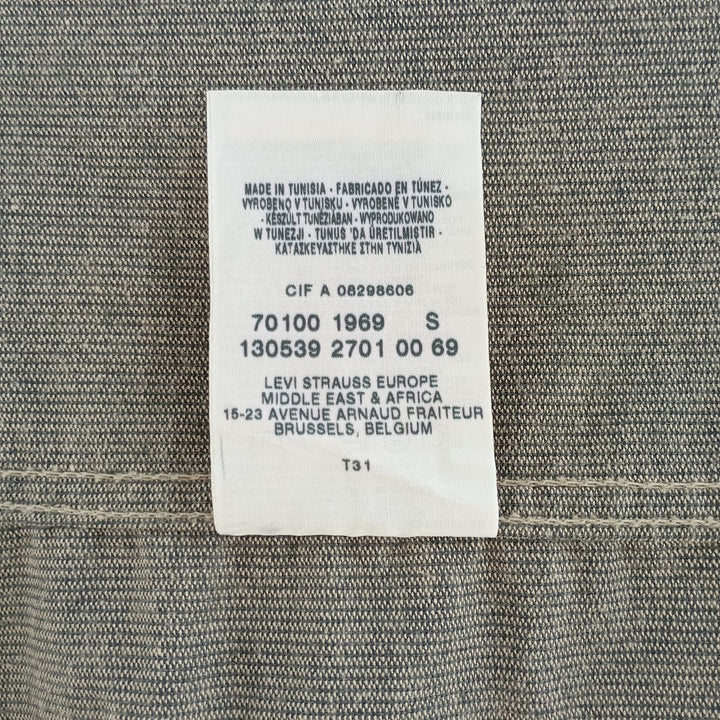 MADE IN TUNISIA - FABRICADO EN TÚNEZ -
VYROBENO V TUNISKU - VYROBENÉ V TUNISKO
- KÉSZÜLT TUNÉZIÁBAN - WYPRODUKOWANO
W TUNEZJI - TUNUS 'DA ÜRETILMISTIR -
ΚΑΤΑΣΚΕΥΑΣΤΗΚΕ ΣΤΗΝ ΤΥΝΙΣΙΑ
CIF A 08298606
70100 1969 S
130539 2701 00 69
LEVI STRAUSS EUROPE
MIDDLE EAST & AFRICA
15-23 AVENUE ARNAUD FRAITEUR
BRUSSELS, BELGIUM
T31